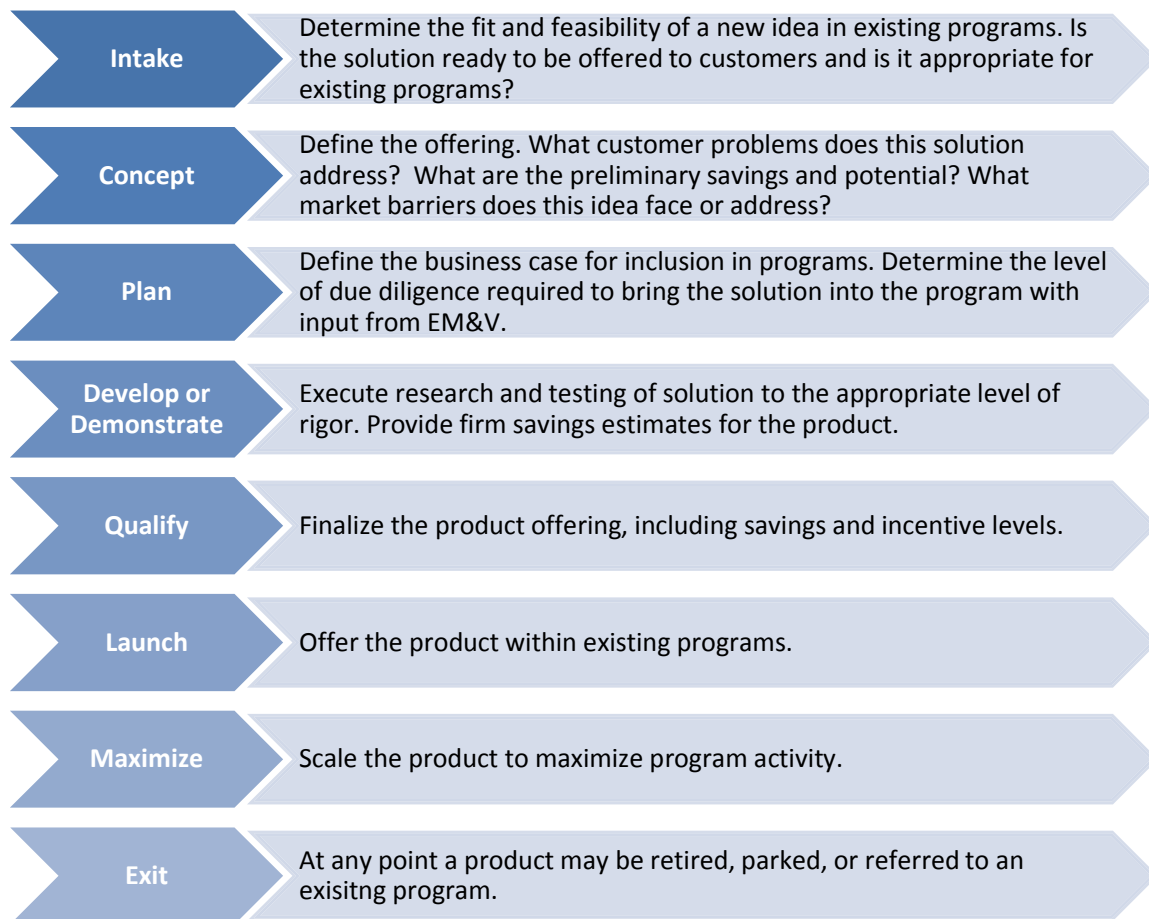 Intake
Determine the fit and feasibility of a new idea in existing programs. Is
the solution ready to be offered to customers and is it appropriate for
existing programs?
Concept
Define the offering. What customer problems does this solution
address?  What are the preliminary savings and potential? What
market barriers does this idea face or address?
Plan
Define the business case for inclusion in programs. Determine the level
of due diligence required to bring the solution into the program with
input from EM&V.
Develop or
Demonstrate
Execute research and testing of solution to the appropriate level of
rigor. Provide firm savings estimates for the product.
Qualify
Finalize the product offering, including savings and incentive levels.
Launch
Offer the product within existing programs.
Maximize
Scale the product to maximize program activity.
Exit
At any point a product may be retired, parked, or referred to an
exisitng program.